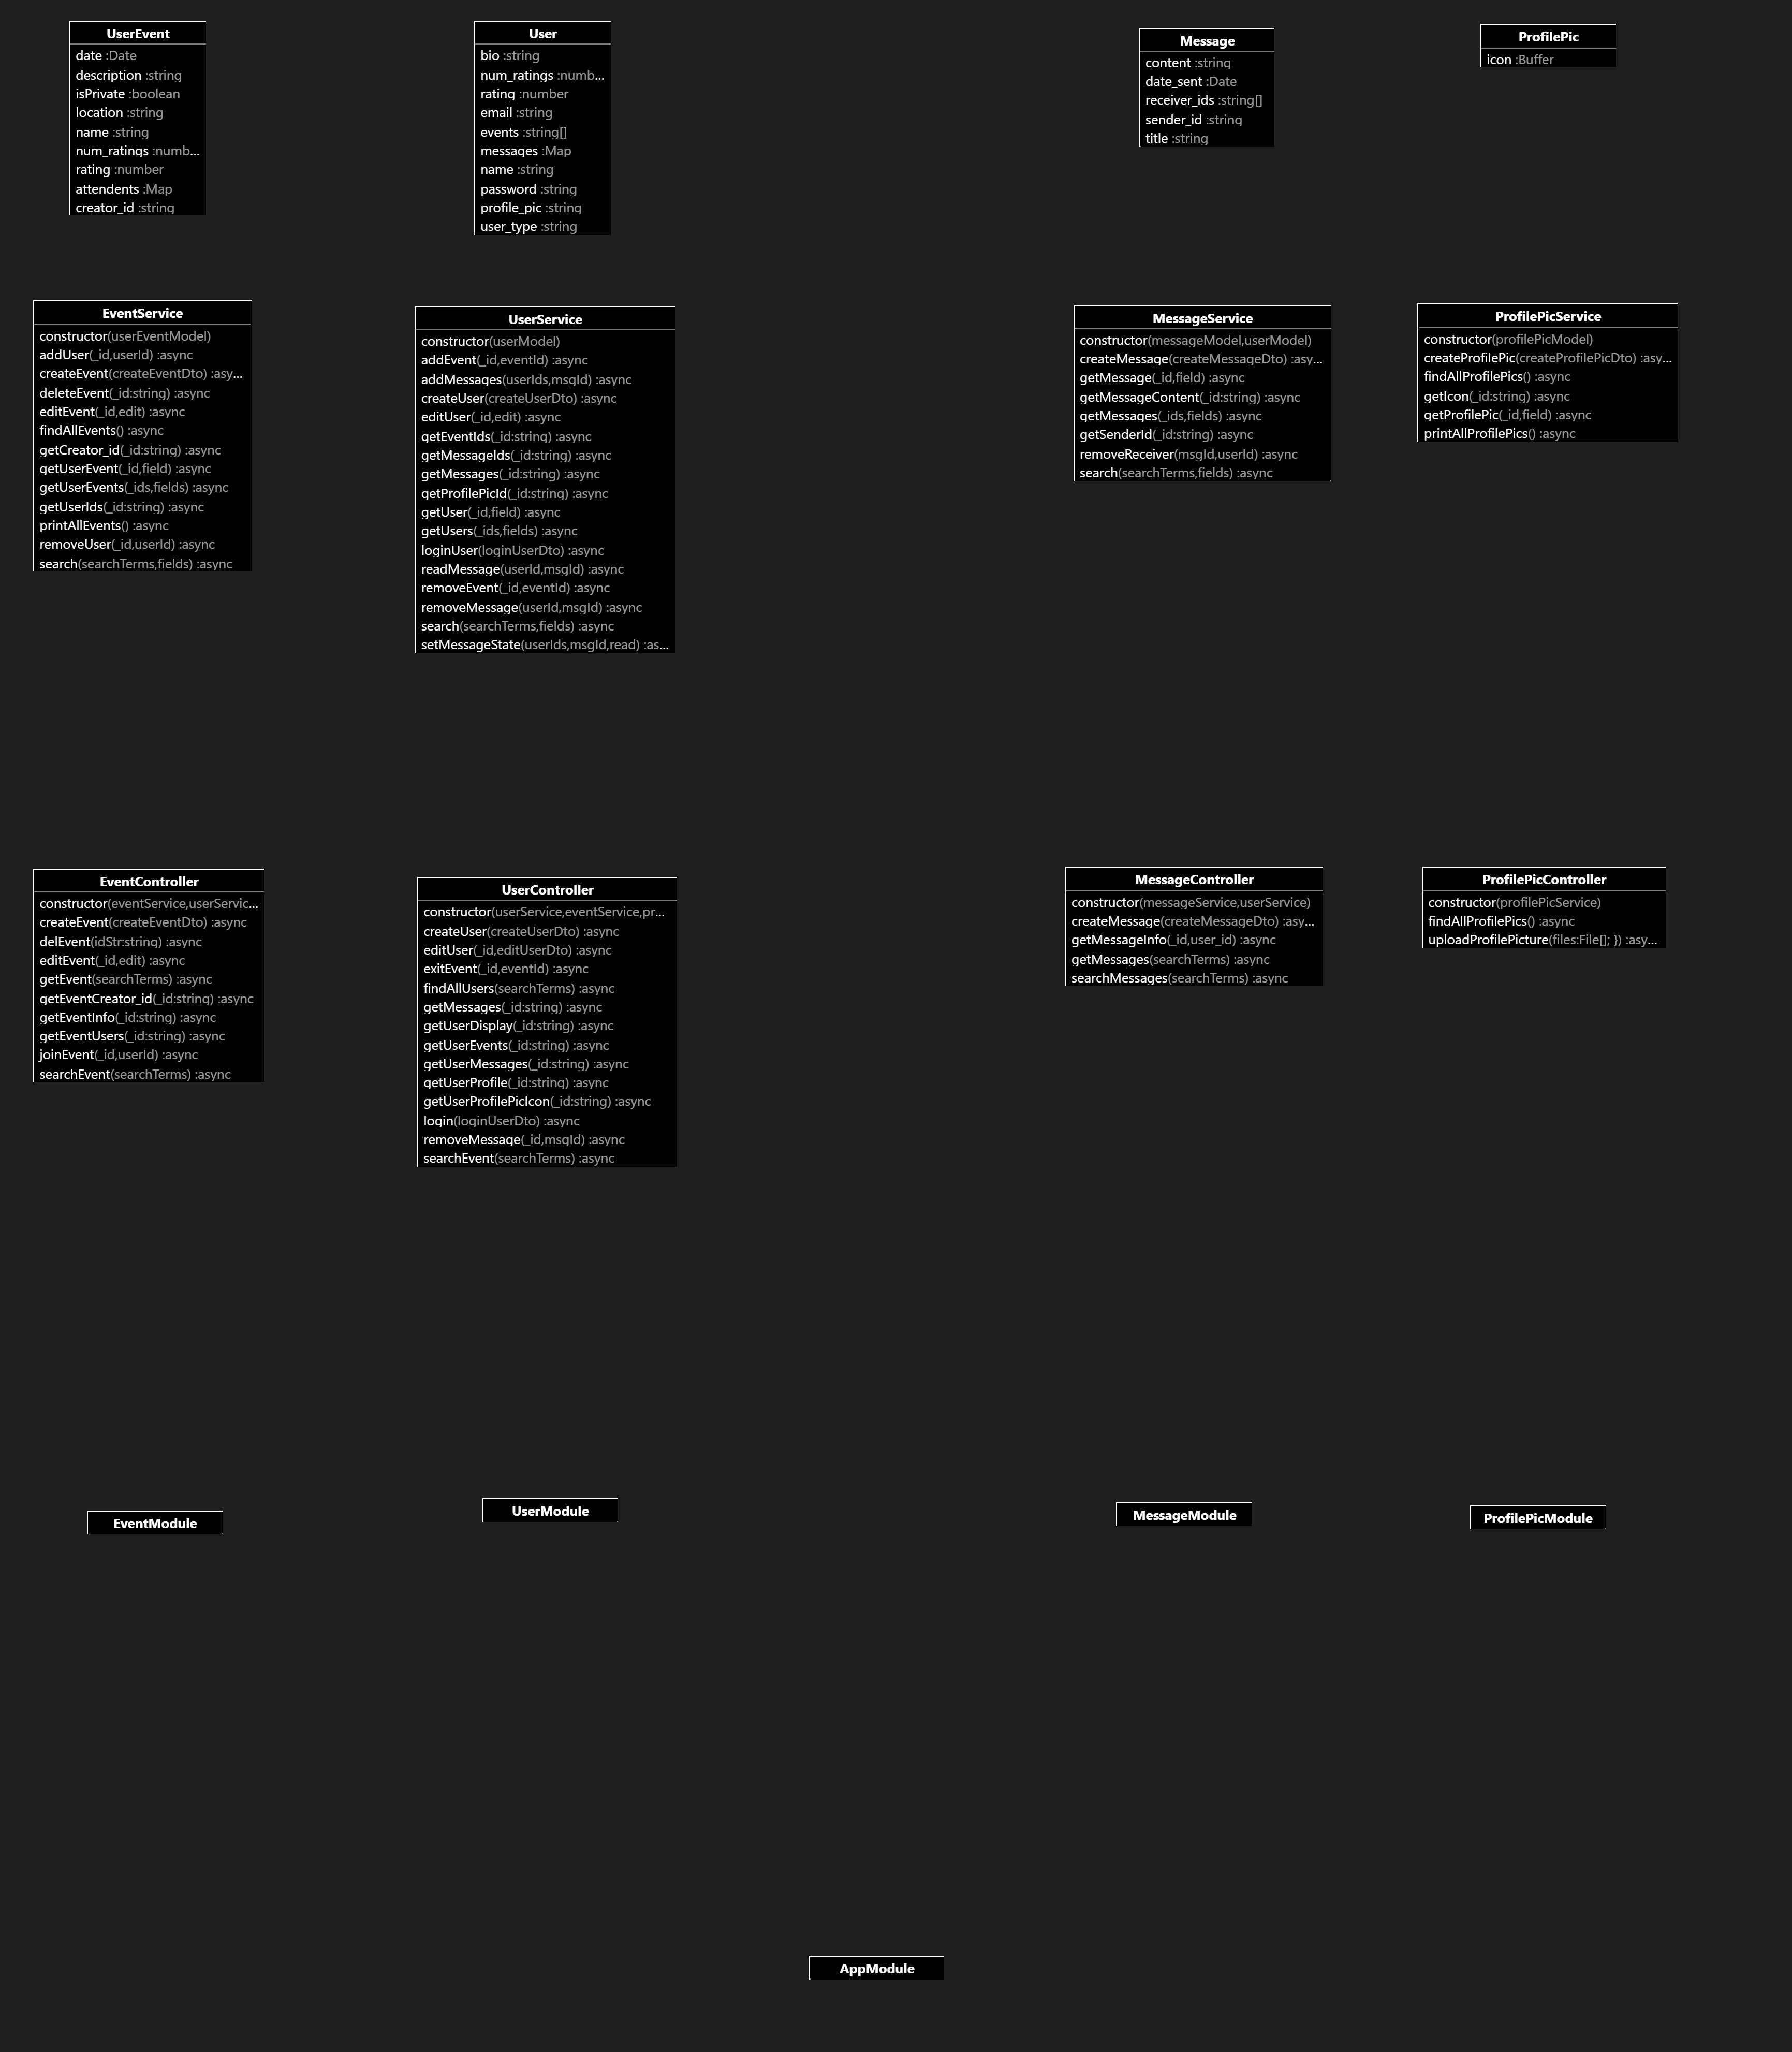 UserEvent
date :Date
description :string
isPrivate :boolean
location :string
name :string
num_ratings :numb...
rating :number
attendents :Map
creator_id :string
User
bio :string
num_ratings :numb...
rating :number
email :string
events :string[]
messages :Map
name :string
password :string
profile_pic :string
user_type :string
Message
content :string
date_sent :Date
receiver_ids :string[]
sender_id :string
title :string
ProfilePic
icon :Buffer
EventService
constructor(userEventModel)
addUser(_id,userId) :async
createEvent(createEventDto) :asy...
deleteEvent(_id:string) :async
editEvent(_id,edit) :async
findAllEvents() :async
getCreator_id(_id:string) :async
getUserEvent(_id,field) :async
getUserEvents(_ids,fields) :async
getUserIds(_id:string) :async
printAllEvents() :async
removeUser(_id,userId) :async
search(searchTerms,fields) :async
UserService
constructor(userModel)
addEvent(_id,eventId) :async
addMessages(userIds,msgId) :async
createUser(createUserDto) :async
editUser(_id,edit) :async
getEventIds(_id:string) :async
getMessageIds(_id:string) :async
getMessages(_id:string) :async
getProfilePicId(_id:string) :async
getUser(_id,field) :async
getUsers(_ids,fields) :async
loginUser(loginUserDto) :async
readMessage(userId,msgId) :async
removeEvent(_id,eventId) :async
removeMessage(userId,msgId) :async
search(searchTerms,fields) :async
setMessageState(userIds,msgId,read) :as...
MessageService
constructor(messageModel,userModel)
createMessage(createMessageDto) :asy...
getMessage(_id,field) :async
getMessageContent(_id:string) :async
getMessages(_ids,fields) :async
getSenderId(_id:string) :async
removeReceiver(msgId,userId) :async
search(searchTerms,fields) :async
ProfilePicService
constructor(profilePicModel)
createProfilePic(createProfilePicDto) :asy...
findAllProfilePics() :async
getIcon(_id:string) :async
getProfilePic(_id,field) :async
printAllProfilePics() :async
EventController
constructor(eventService,userServic...
createEvent(createEventDto) :async
delEvent(idStr:string) :async
editEvent(_id,edit) :async
getEvent(searchTerms) :async
getEventCreator_id(_id:string) :async
getEventInfo(_id:string) :async
getEventUsers(_id:string) :async
joinEvent(_id,userId) :async
searchEvent(searchTerms) :async
UserController
constructor(userService,eventService,pr...
createUser(createUserDto) :async
editUser(_id,editUserDto) :async
exitEvent(_id,eventId) :async
findAllUsers(searchTerms) :async
getMessages(_id:string) :async
getUserDisplay(_id:string) :async
getUserEvents(_id:string) :async
getUserMessages(_id:string) :async
getUserProfile(_id:string) :async
getUserProfilePicIcon(_id:string) :async
login(loginUserDto) :async
removeMessage(_id,msgId) :async
searchEvent(searchTerms) :async
MessageController
constructor(messageService,userService)
createMessage(createMessageDto) :asy...
getMessageInfo(_id,user_id) :async
getMessages(searchTerms) :async
searchMessages(searchTerms) :async
ProfilePicController
constructor(profilePicService)
findAllProfilePics() :async
uploadProfilePicture(files:File[]; }) :asy...
EventModule
UserModule
MessageModule
ProfilePicModule
AppModule